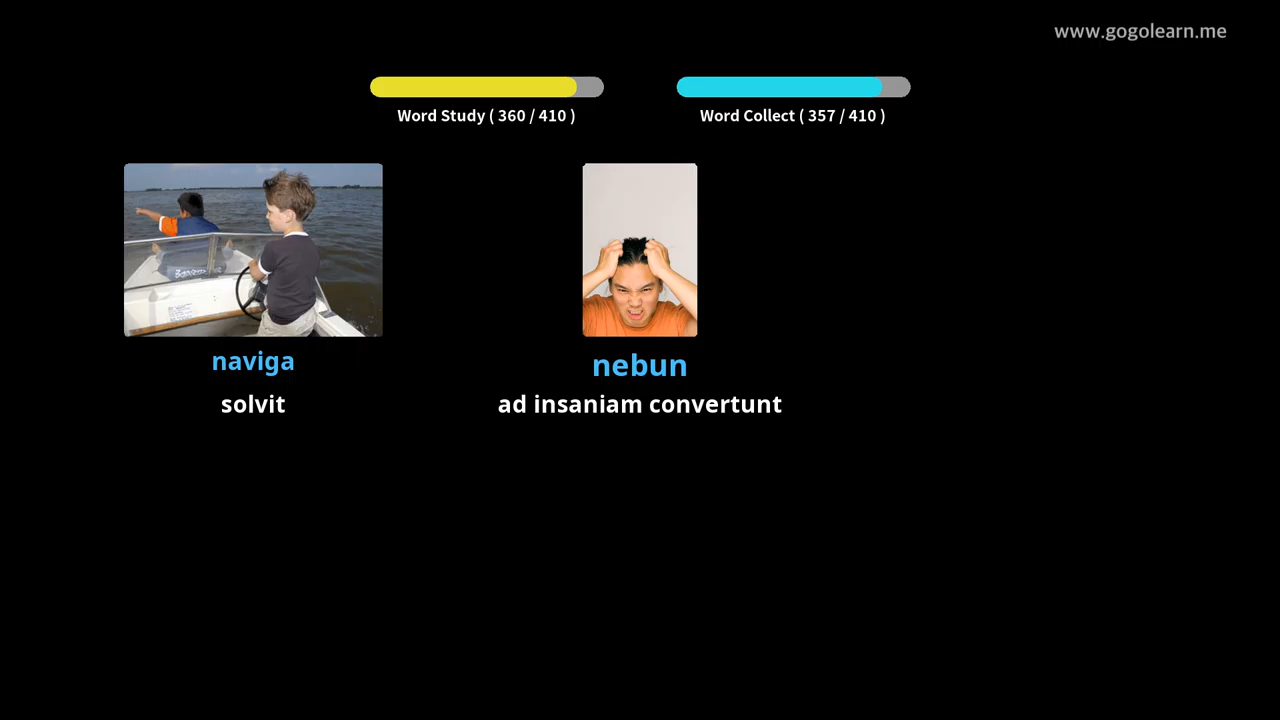 www.gogolearn.me
Word Study ( 360 / 410 )
Word Collect ( 357 / 410 )
naviga
solvit
nebun
ad insaniam convertunt